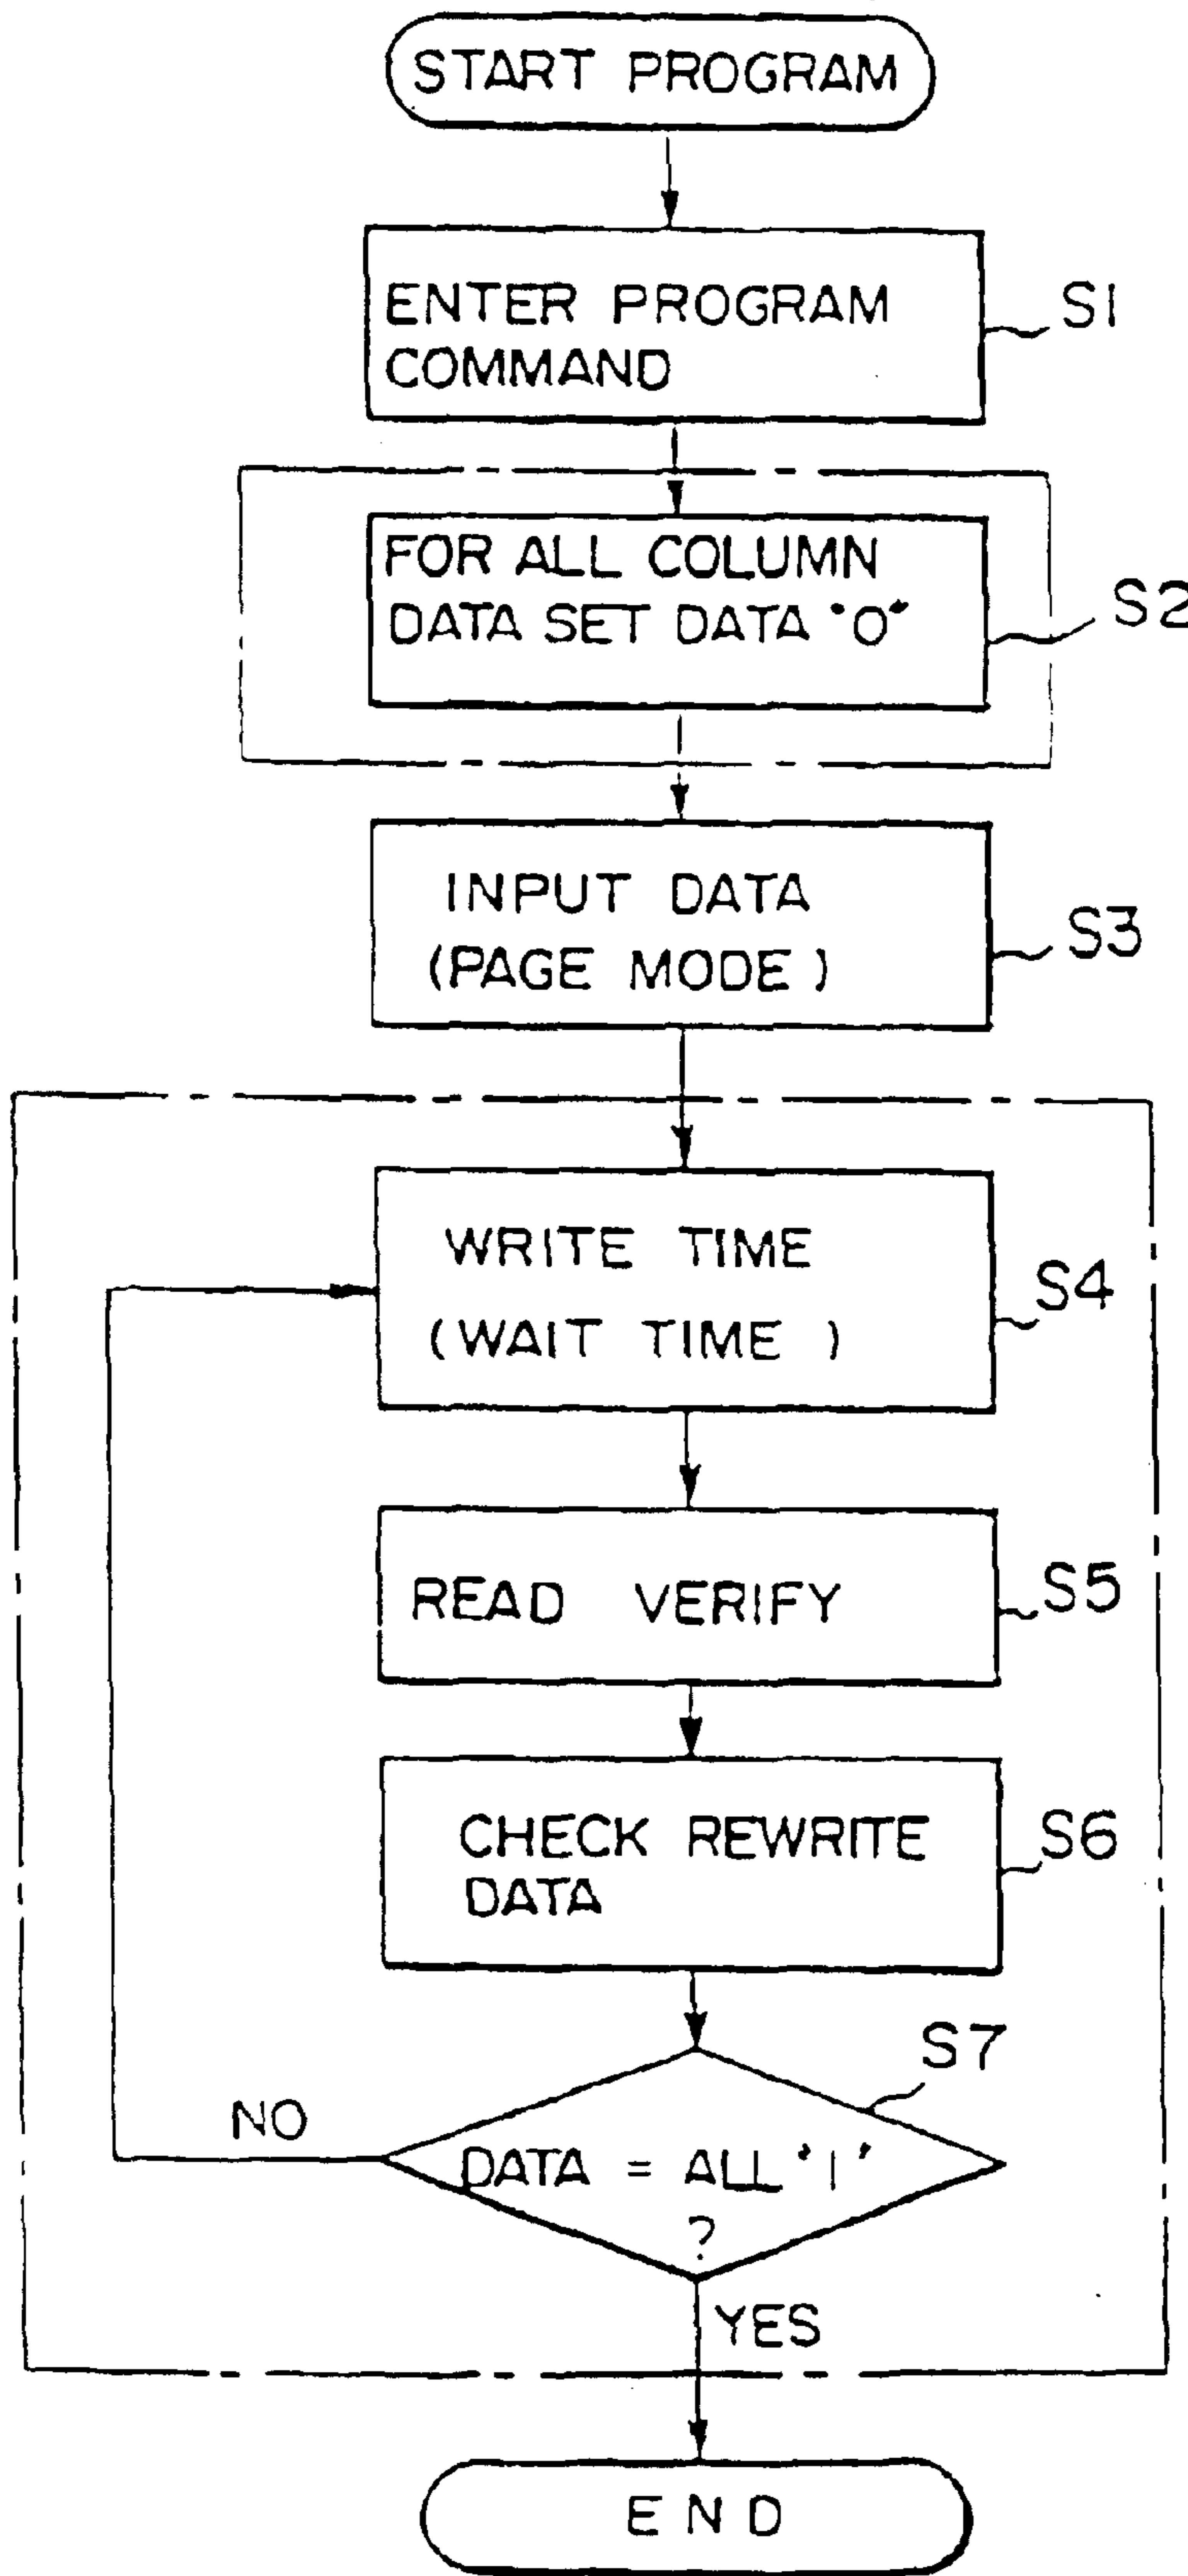 START PROGRAM
ENTER PROGRAM
COMMAND
S1
FOR ALL COLUMN
DATA SET DATA "0"
S2
INPUT DATA
(PAGE MODE)
S3
WRITE TIME
(WAIT TIME)
S4
READ VERIFY
S5
CHECK REWRITE
DATA
S6
S7
NO
DATA = ALL "1"
?
YES
END